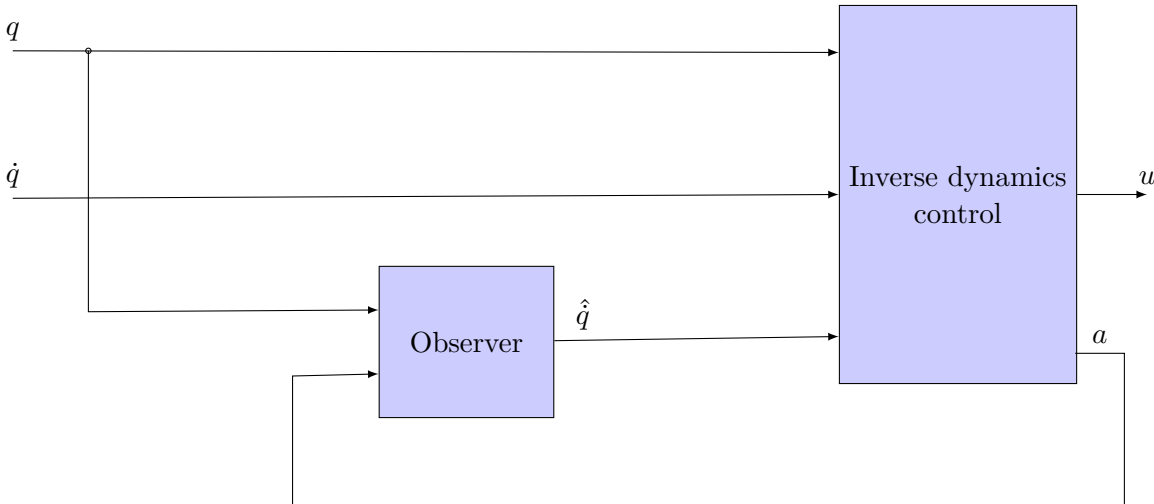 q
q̇
Inverse dynamics
control
u
q̇̂
Observer
a